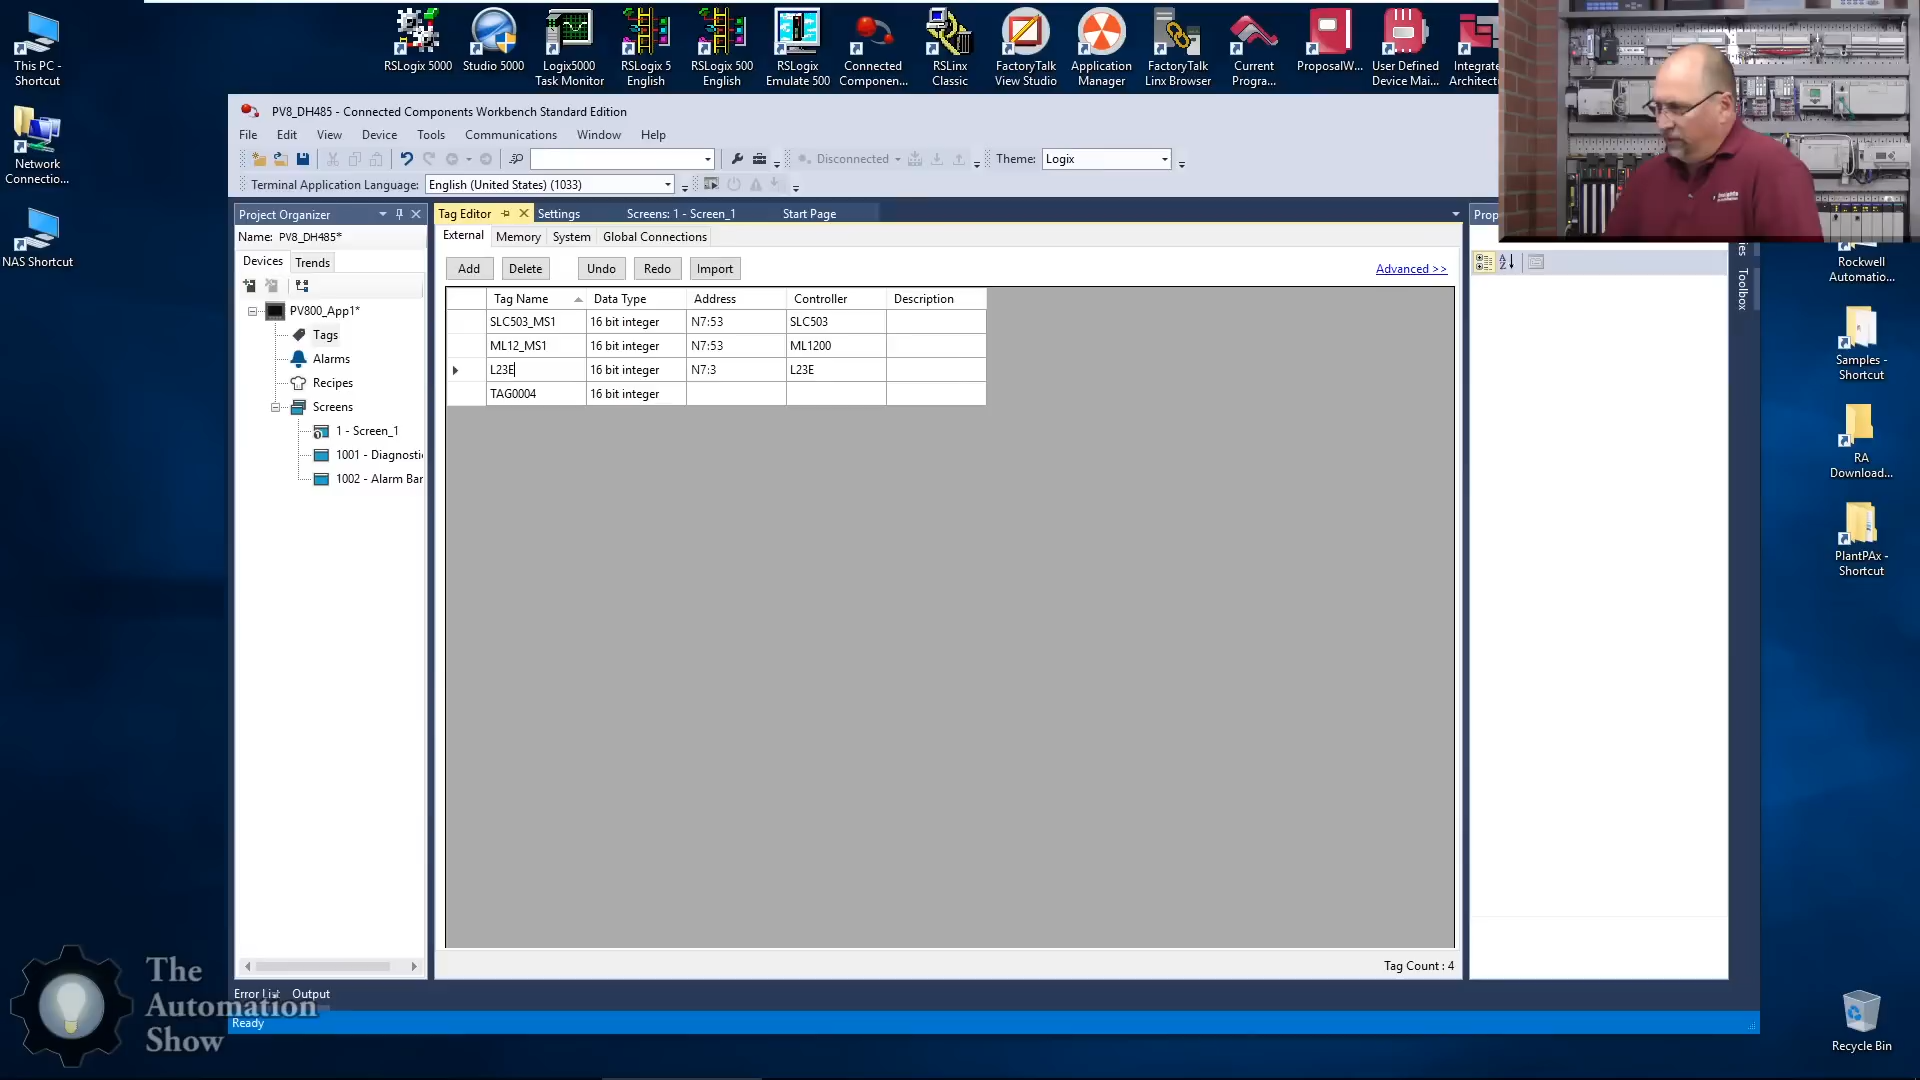 This PC -
Shortcut
Network
Connectio...
NAS Shortcut
RSLogix 5000
Studio 5000
Logix5000
Task Monitor
RSLogix 5
English
RSLogix 500
English
RSLogix
Emulate 500
Connected
Componen...
RSLinx
Classic
FactoryTalk
View Studio
Application
Manager
FactoryTalk
Linx Browser
Current
Progra...
ProposalW...
User Defined
Device Mai...
Integrate
Architect
PV8_DH485 - Connected Components Workbench Standard Edition
File Edit View Device Tools Communications Window Help
Disconnected Theme: Logix
Terminal Application Language: English (United States) (1033)
Project Organizer
Name: PV8_DH485*
Devices Trends
PV800_App1*
Tags
Alarms
Recipes
Screens
1 - Screen_1
1001 - Diagnosti
1002 - Alarm Bar
Tag Editor Settings Screens: 1 - Screen_1 Start Page
External Memory System Global Connections
Add Delete Undo Redo Import Advanced >>
Tag Name Data Type Address Controller Description
SLC503_MS1 16 bit integer N7:53 SLC503
ML12_MS1 16 bit integer N7:53 ML1200
L23E 16 bit integer N7:3 L23E
TAG0004 16 bit integer
Tag Count : 4
Prop
ies
Toolbox
Error List Output
Ready
Rockwell
Automatio...
Samples -
Shortcut
RA
Download...
PlantPAx -
Shortcut
Recycle Bin
The
Automation
Show